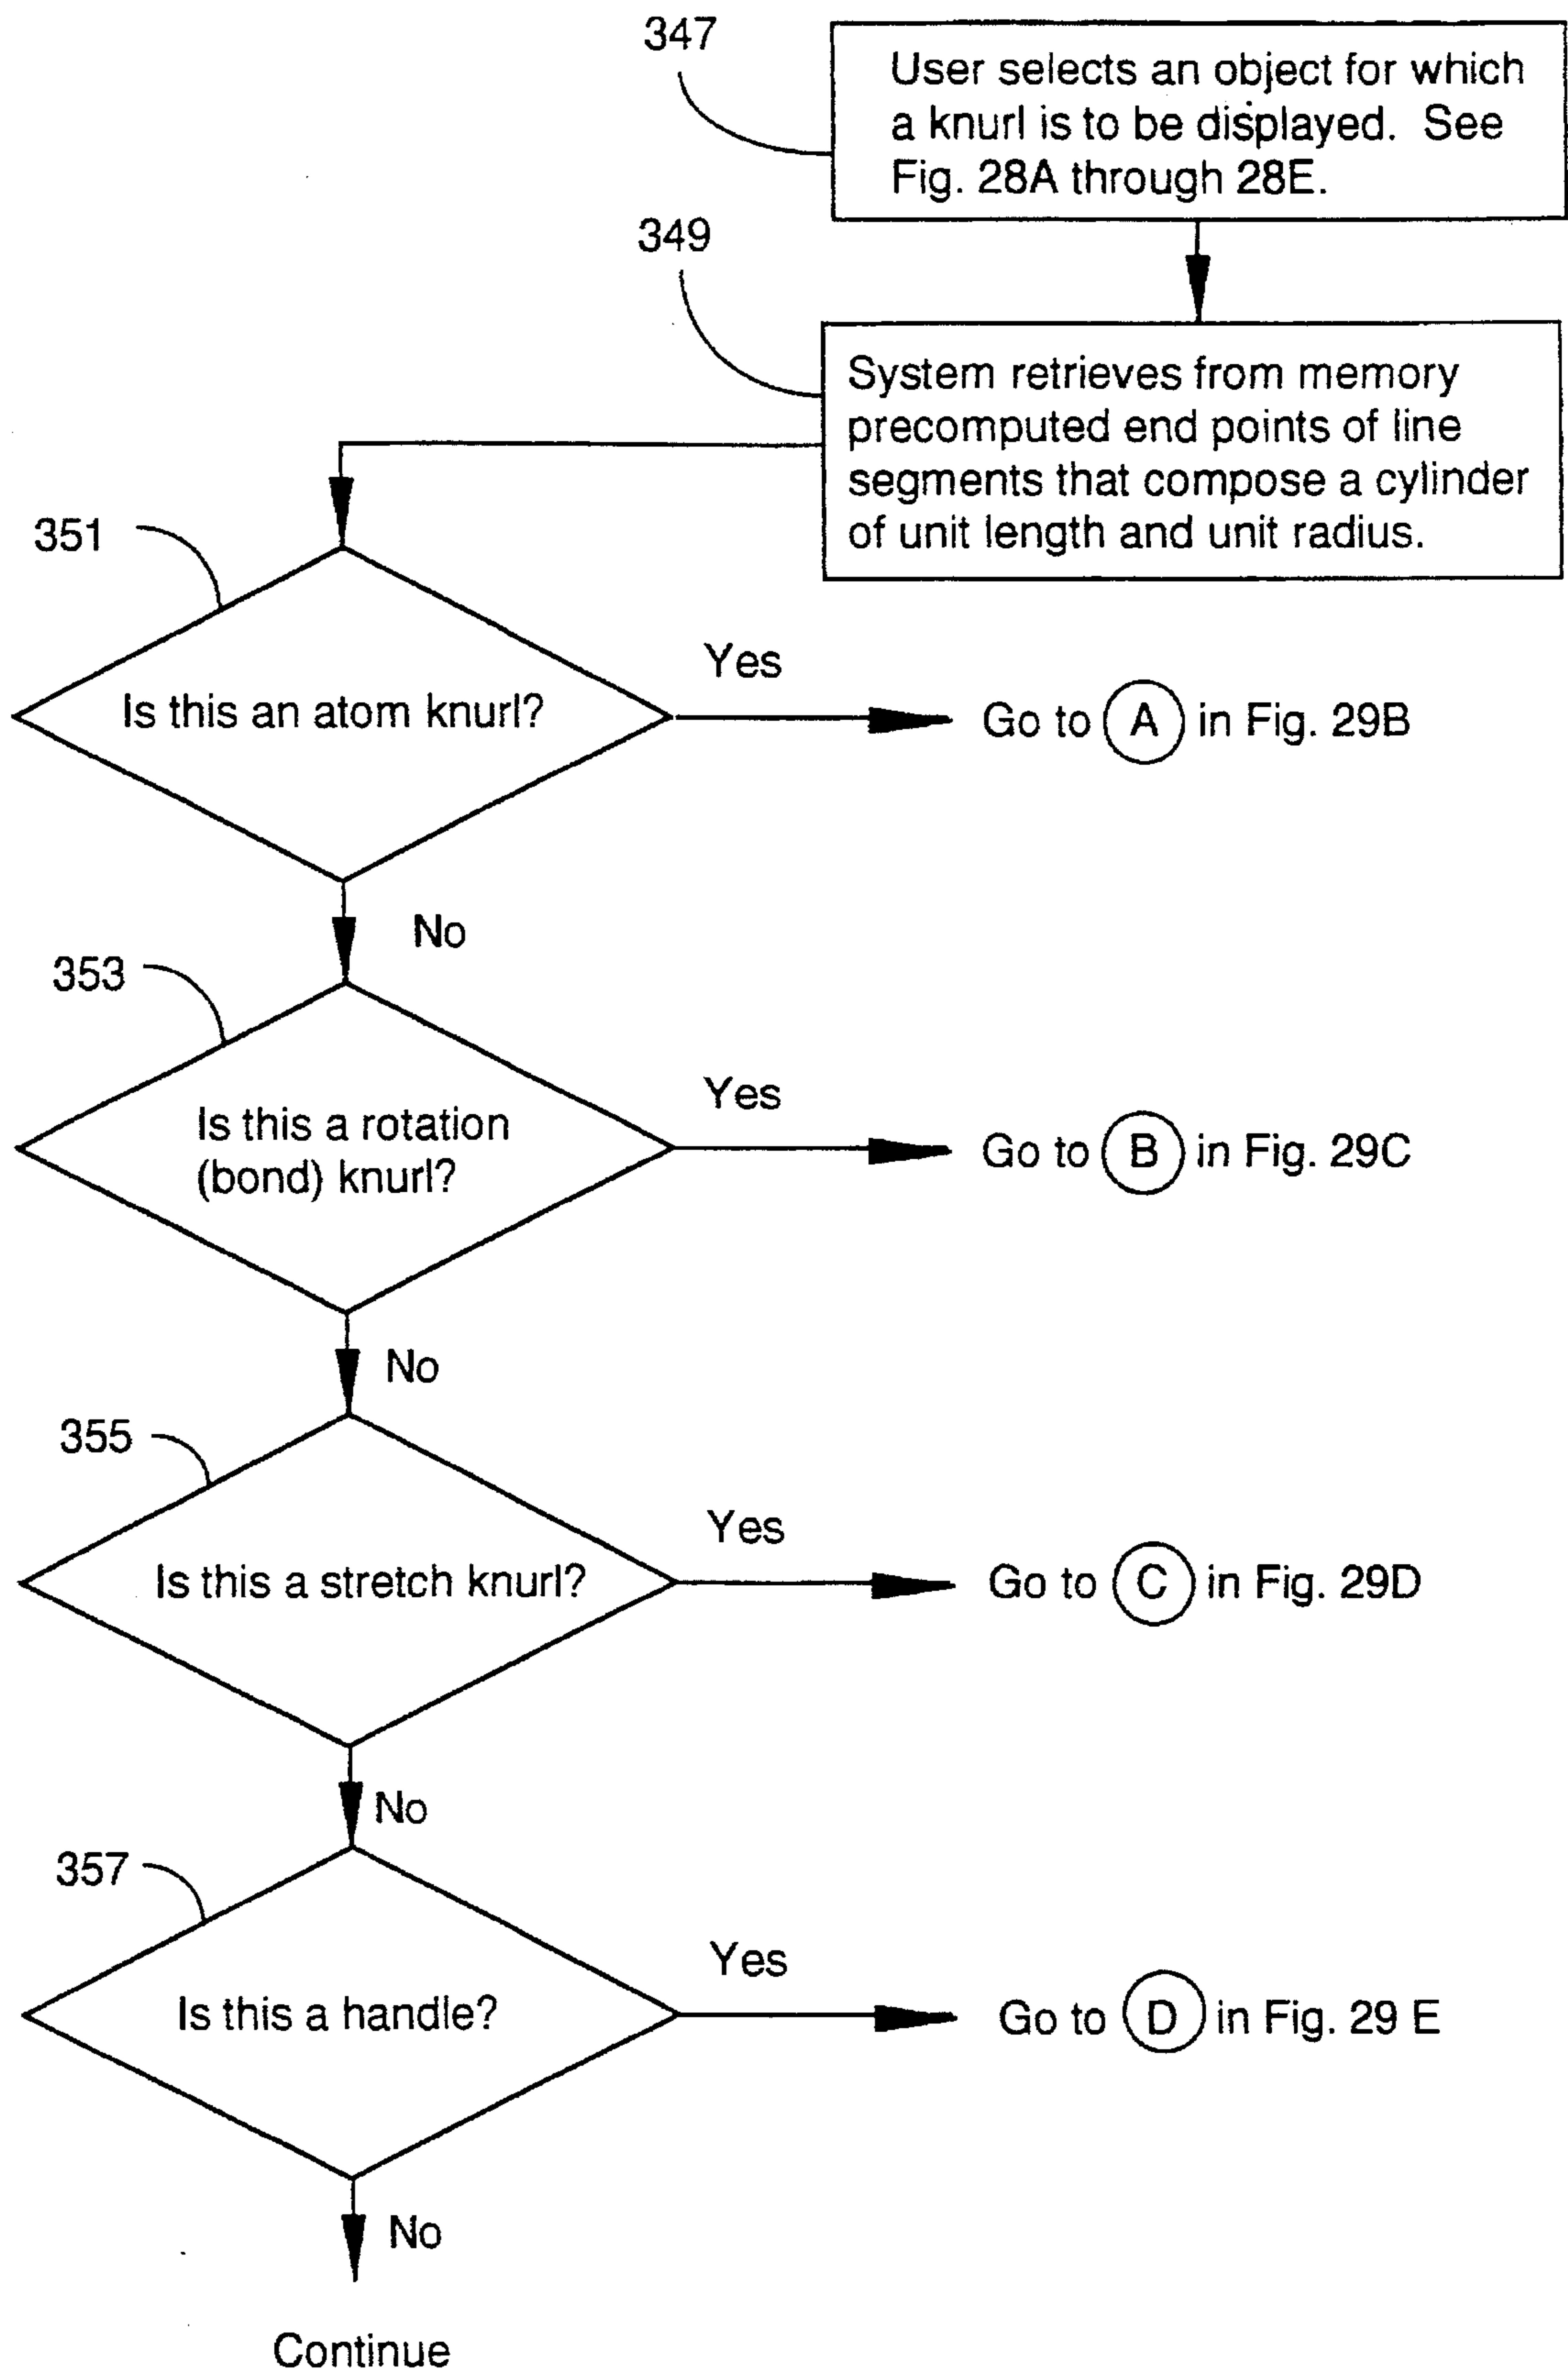 347
User selects an object for which
a knurl is to be displayed. See
Fig. 28A through 28E.
349
System retrieves from memory
precomputed end points of line
segments that compose a cylinder
of unit length and unit radius.
351
Is this an atom knurl?
Yes
Go to A in Fig. 29B
No
353
Is this a rotation
(bond) knurl?
Yes
Go to B in Fig. 29C
No
355
Is this a stretch knurl?
Yes
Go to C in Fig. 29D
No
357
Is this a handle?
Yes
Go to D in Fig. 29 E
No
Continue